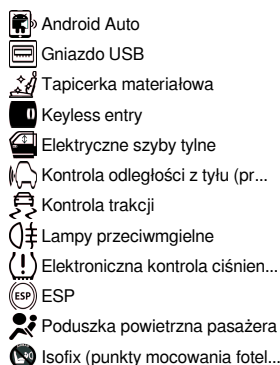 Android Auto
Gniazdo USB
Tapicerka materiałowa
Keyless entry
Elektryczne szyby tylne
Kontrola odległości z tyłu (pr...
Kontrola trakcji
Lampy przeciwmgielne
Elektroniczna kontrola ciśnien...
ESP
Poduszka powietrzna pasażera
Isofix (punkty mocowania fotel...